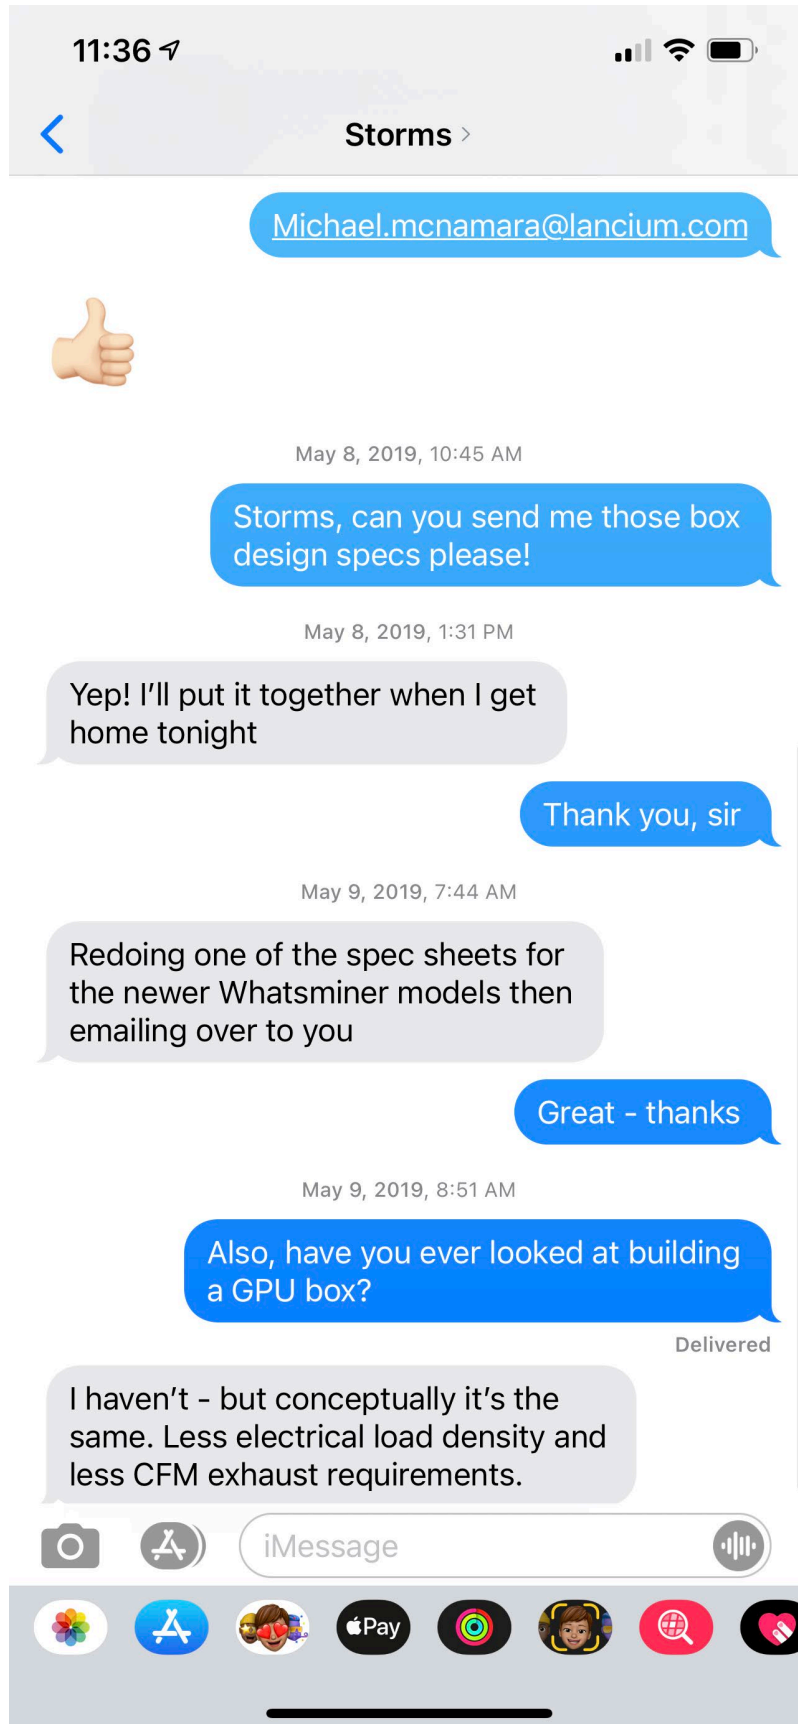 11:36
Storms
Michael.mcnamara@lancium.com
May 8, 2019, 10:45 AM
Storms, can you send me those box
design specs please!
May 8, 2019, 1:31 PM
Yep! I’ll put it together when I get
home tonight
Thank you, sir
May 9, 2019, 7:44 AM
Redoing one of the spec sheets for
the newer Whatsminer models then
emailing over to you
Great - thanks
May 9, 2019, 8:51 AM
Also, have you ever looked at building
a GPU box?
Delivered
I haven’t - but conceptually it’s the
same. Less electrical load density and
less CFM exhaust requirements.
iMessage
Pay